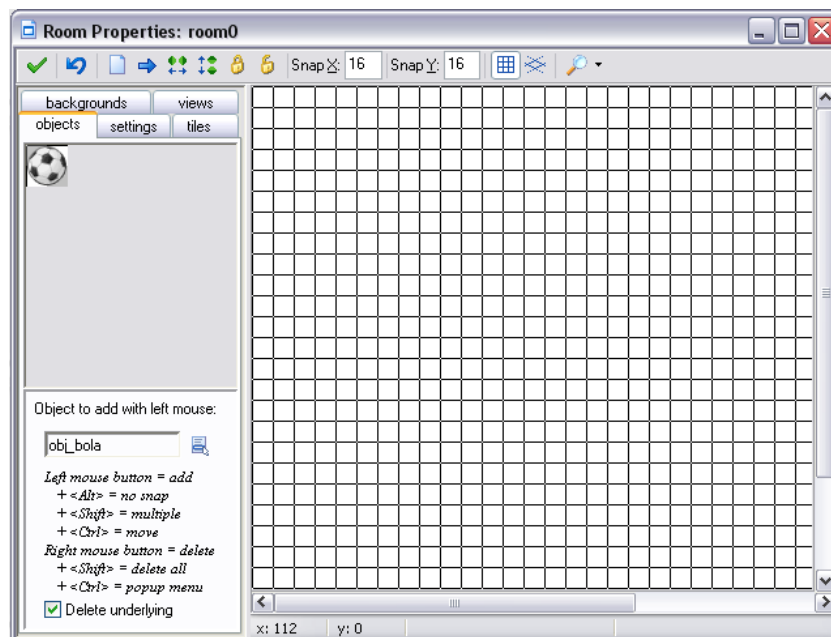 Room Properties: room0
Snap X: 16 Snap Y: 16
backgrounds views
objects settings tiles
Object to add with left mouse:
obj_bola
Left mouse button = add
+ <Alt> = no snap
+ <Shift> = multiple
+ <Ctrl> = move
Right mouse button = delete
+ <Shift> = delete all
+ <Ctrl> = popup menu
Delete underlying
x: 112 y: 0